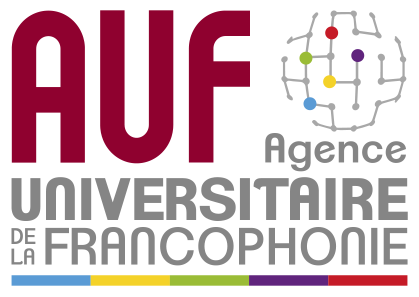 AUF
Agence
UNIVERSITAIRE
DE LA FRANCOPHONIE